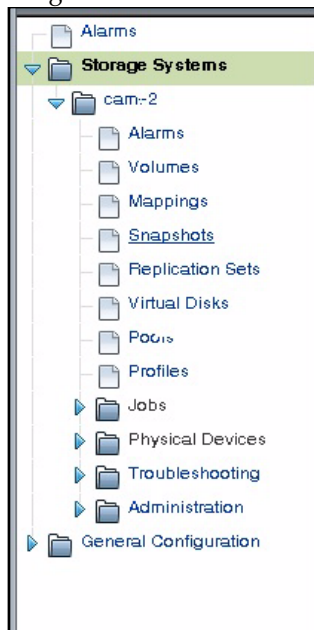 Alarms
Storage Systems
cam-2
Alarms
Volumes
Mappings
Snapshots
Replication Sets
Virtual Disks
Pools
Profiles
Jobs
Physical Devices
Troubleshooting
Administration
General Configuration